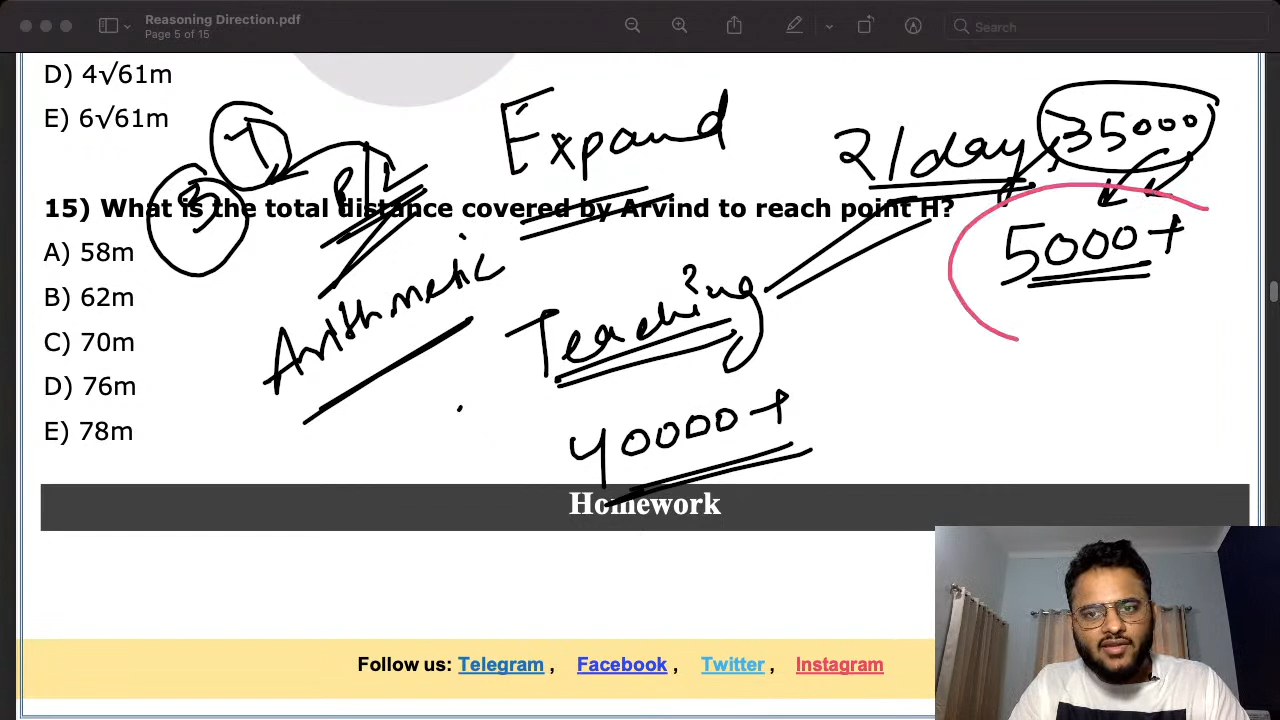 Reasoning Direction.pdf
Page 5 of 15
Search
D) 4√61m
E) 6√61m
Expand
21day
35000
15) What is the total distance covered by Arvind to reach point H?
5000+
A) 58m
B) 62m
C) 70m
D) 76m
E) 78m
Arithmetic
Teaching
40000+
Homework
Follow us: Telegram , Facebook , Twitter , Instagram